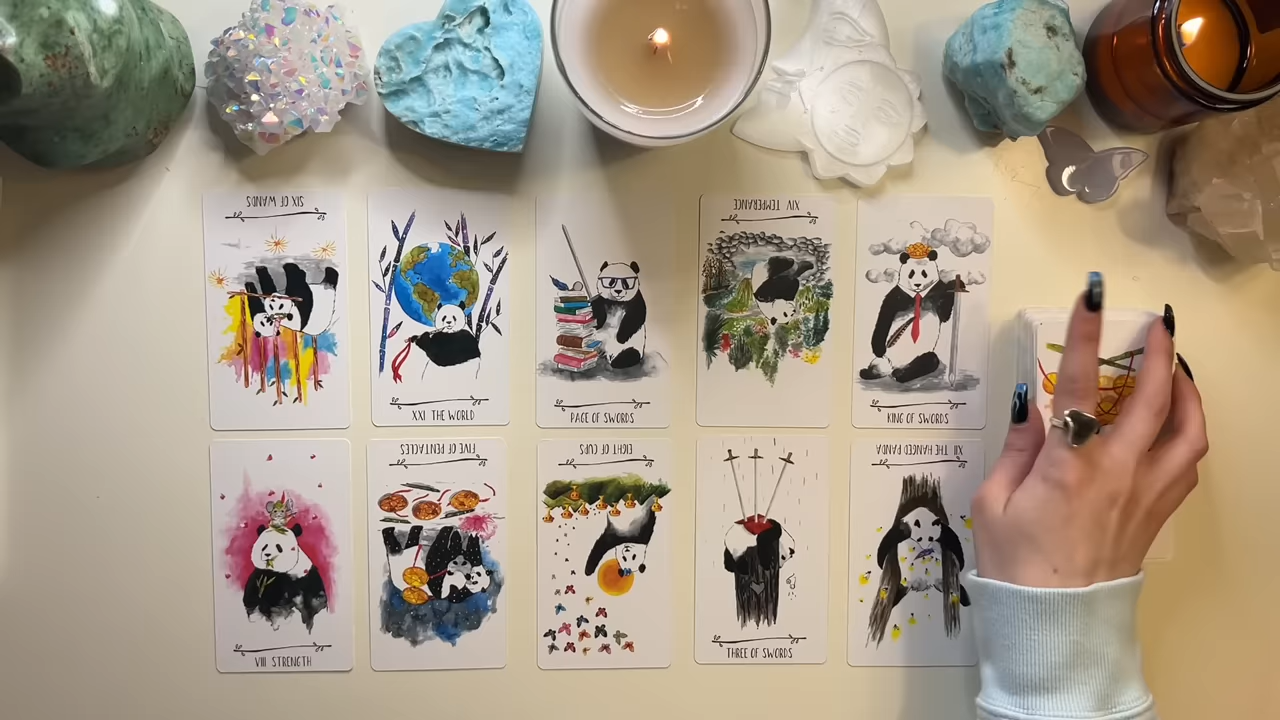 SIX OF WANDS
XXI THE WORLD
PAGE OF SWORDS
XIV TEMPERANCE
KING OF SWORDS
VIII STRENGTH
FIVE OF PENTACLES
EIGHT OF CUPS
THREE OF SWORDS
XII THE HANGED PANDA